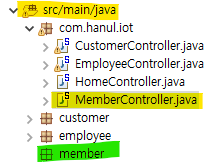 src/main/java
com.hanul.iot
CustomerController.java
EmployeeController.java
HomeController.java
MemberController.java
customer
employee
member